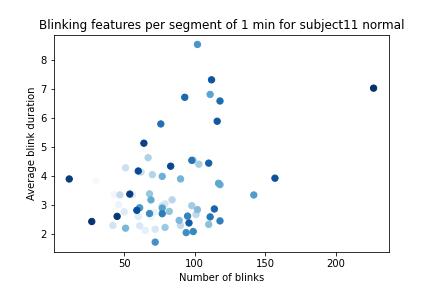 Blinking features per segment of 1 min for subject11 normal
Average blink duration
8
7
6
5
4
3
2
50 100 150 200
Number of blinks